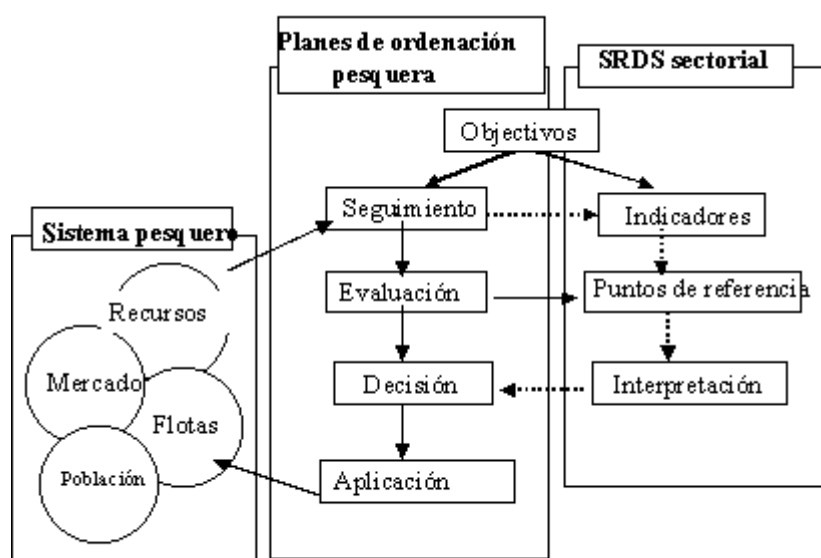 Planes de ordenación
pesquera
SRDS sectorial
Objectivos
Seguimiento
Indicadores
Sistema pesquero
Recursos
Evaluación
Puntos de referencia
Mercado
Decisión
Interpretación
Flotas
Población
Aplicación